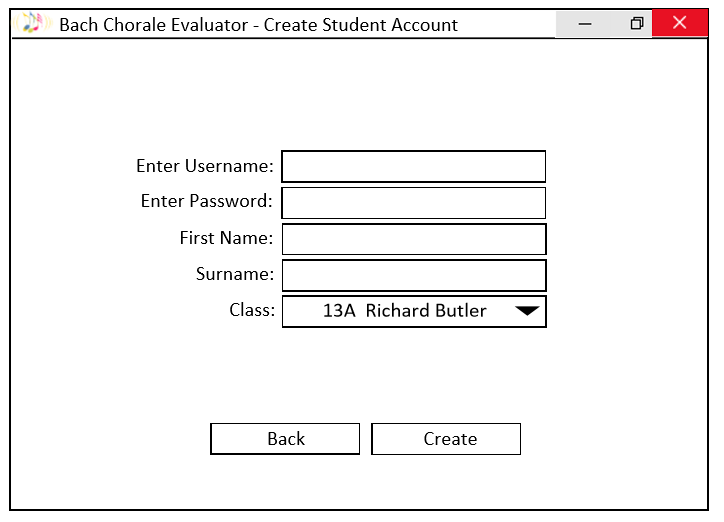 Bach Chorale Evaluator - Create Student Account
Enter Username:
Enter Password:
First Name:
Surname:
Class: 13A Richard Butler
Back Create